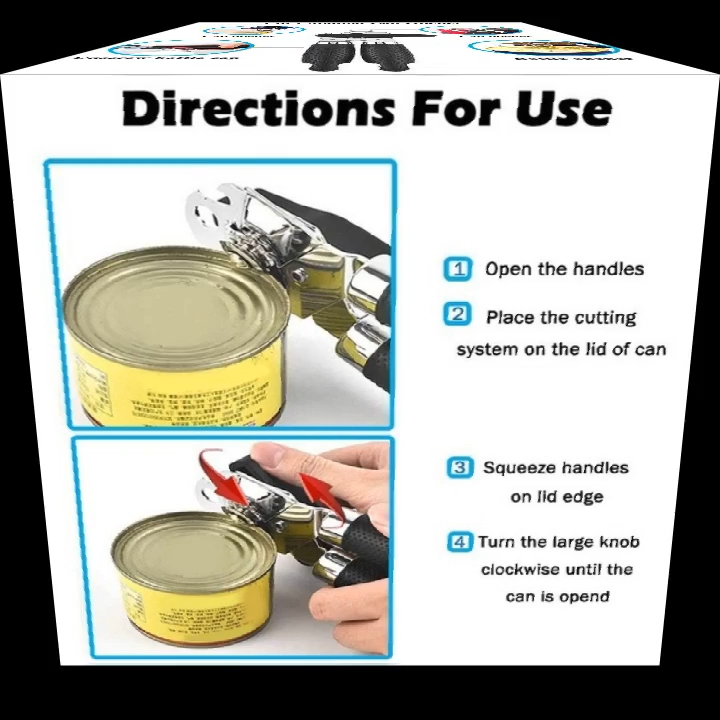 Directions For Use
1 Open the handles
2 Place the cutting
system on the lid of can
3 Squeeze handles
on lid edge
4 Turn the large knob
clockwise until the
can is opend